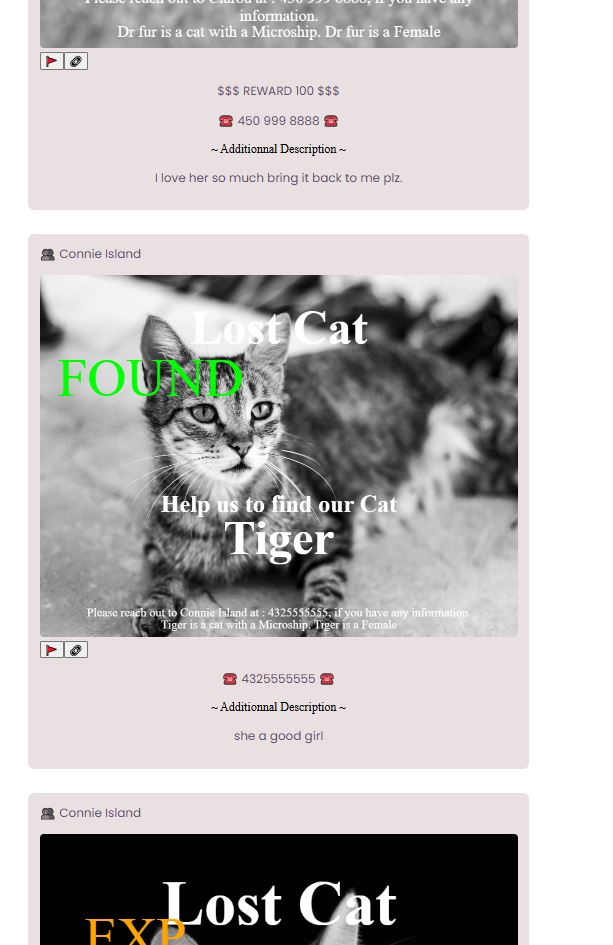 Please reach out to Clafou at : 450 999 8888, if you have any
information.
Dr fur is a cat with a Microship. Dr fur is a Female
$$$ REWARD 100 $$$
☎️ 450 999 8888 ☎️
~ Additionnal Description ~
I love her so much bring it back to me plz.
Connie Island
Lost Cat
FOUND
Help us to find our Cat
Tiger
Please reach out to Connie Island at : 4325555555, if you have any information.
Tiger is a cat with a Microship. Tiger is a Female
☎️ 4325555555 ☎️
~ Additionnal Description ~
she a good girl
Connie Island
Lost Cat
EXP